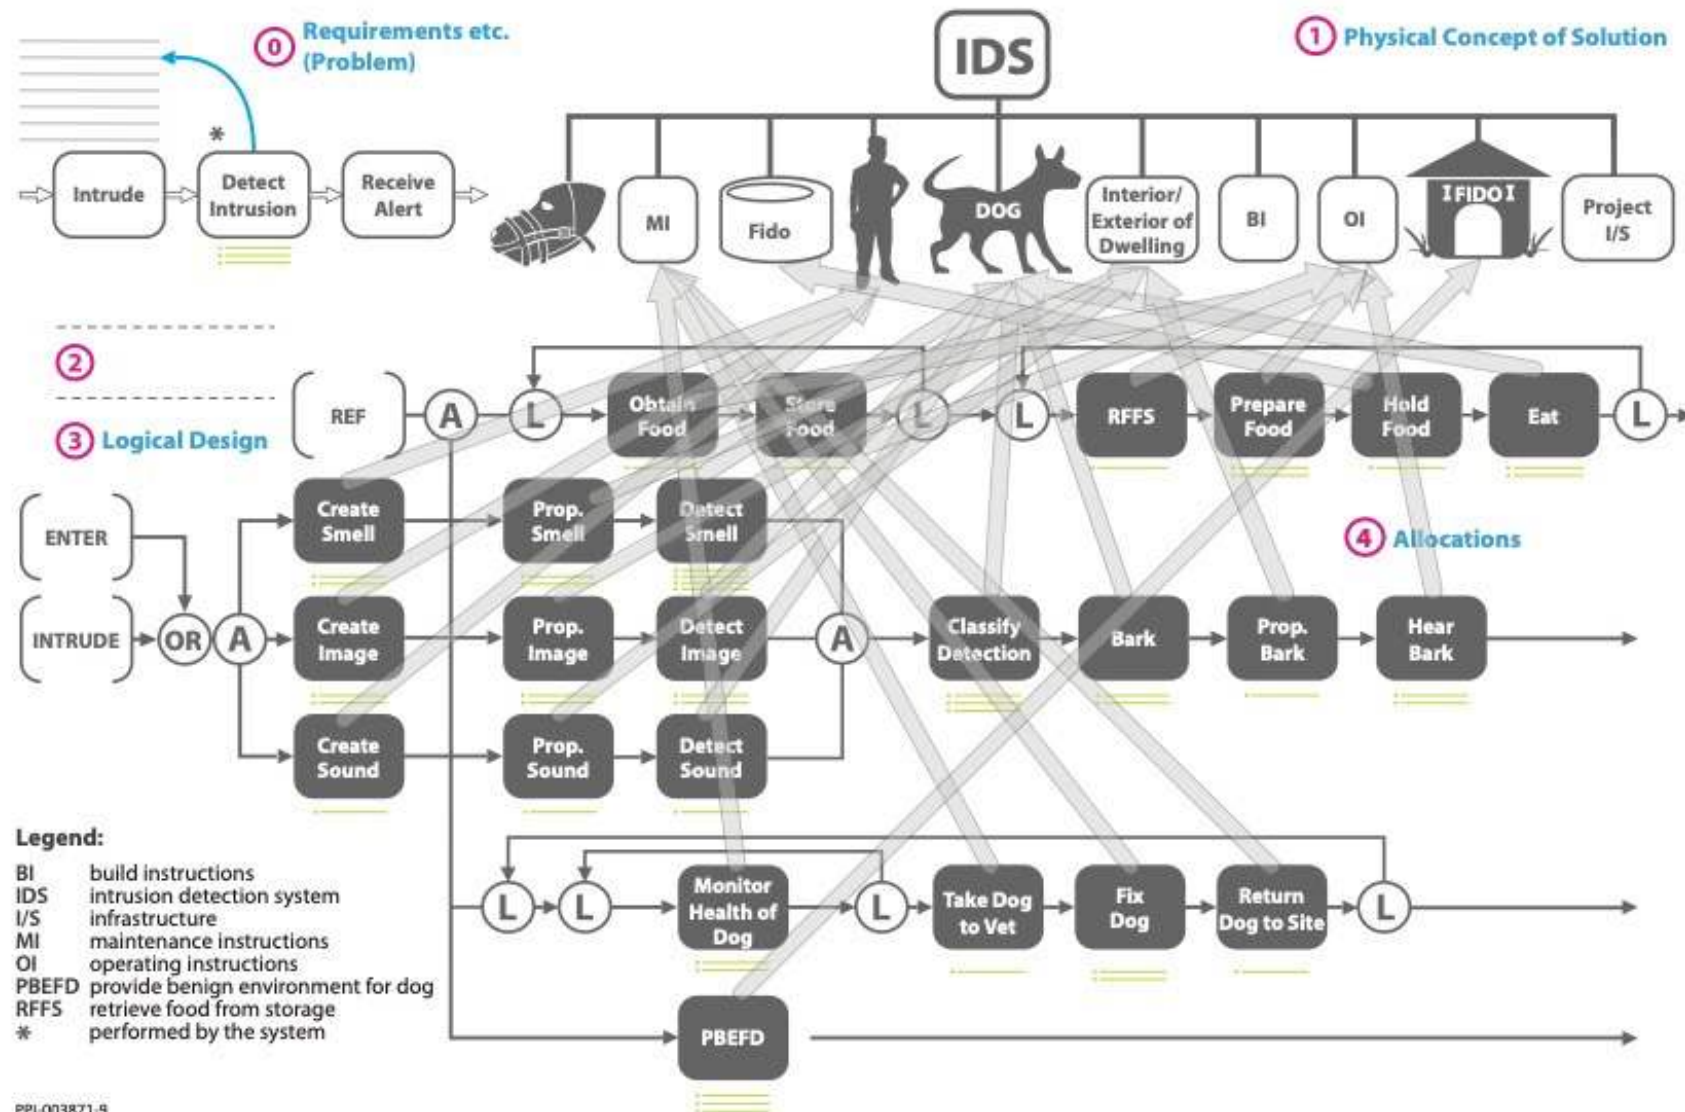 0 Requirements etc.
(Problem)
IDS
1 Physical Concept of Solution
*
Intrude
Detect
Intrusion
Receive
Alert
MI
Fido
DOG
Interior/
Exterior of
Dwelling
BI
OI
I FIDO I
Project
I/S
2
3 Logical Design
REF
A
L
Obtain
Food
Store
Food
L
L
RFFS
Prepare
Food
Hold
Food
Eat
L
ENTER
INTRUDE
OR
A
Create
Smell
Prop.
Smell
Detect
Smell
4 Allocations
Create
Image
Prop.
Image
Detect
Image
A
Classify
Detection
Bark
Prop.
Bark
Hear
Bark
Create
Sound
Prop.
Sound
Detect
Sound
L
L
Monitor
Health of
Dog
L
Take Dog
to Vet
Fix
Dog
Return
Dog to Site
L
PBEFD
Legend:
BI build instructions
IDS intrusion detection system
I/S infrastructure
MI maintenance instructions
OI operating instructions
PBEFD provide benign environment for dog
RFFS retrieve food from storage
* performed by the system
PPI-003871-9